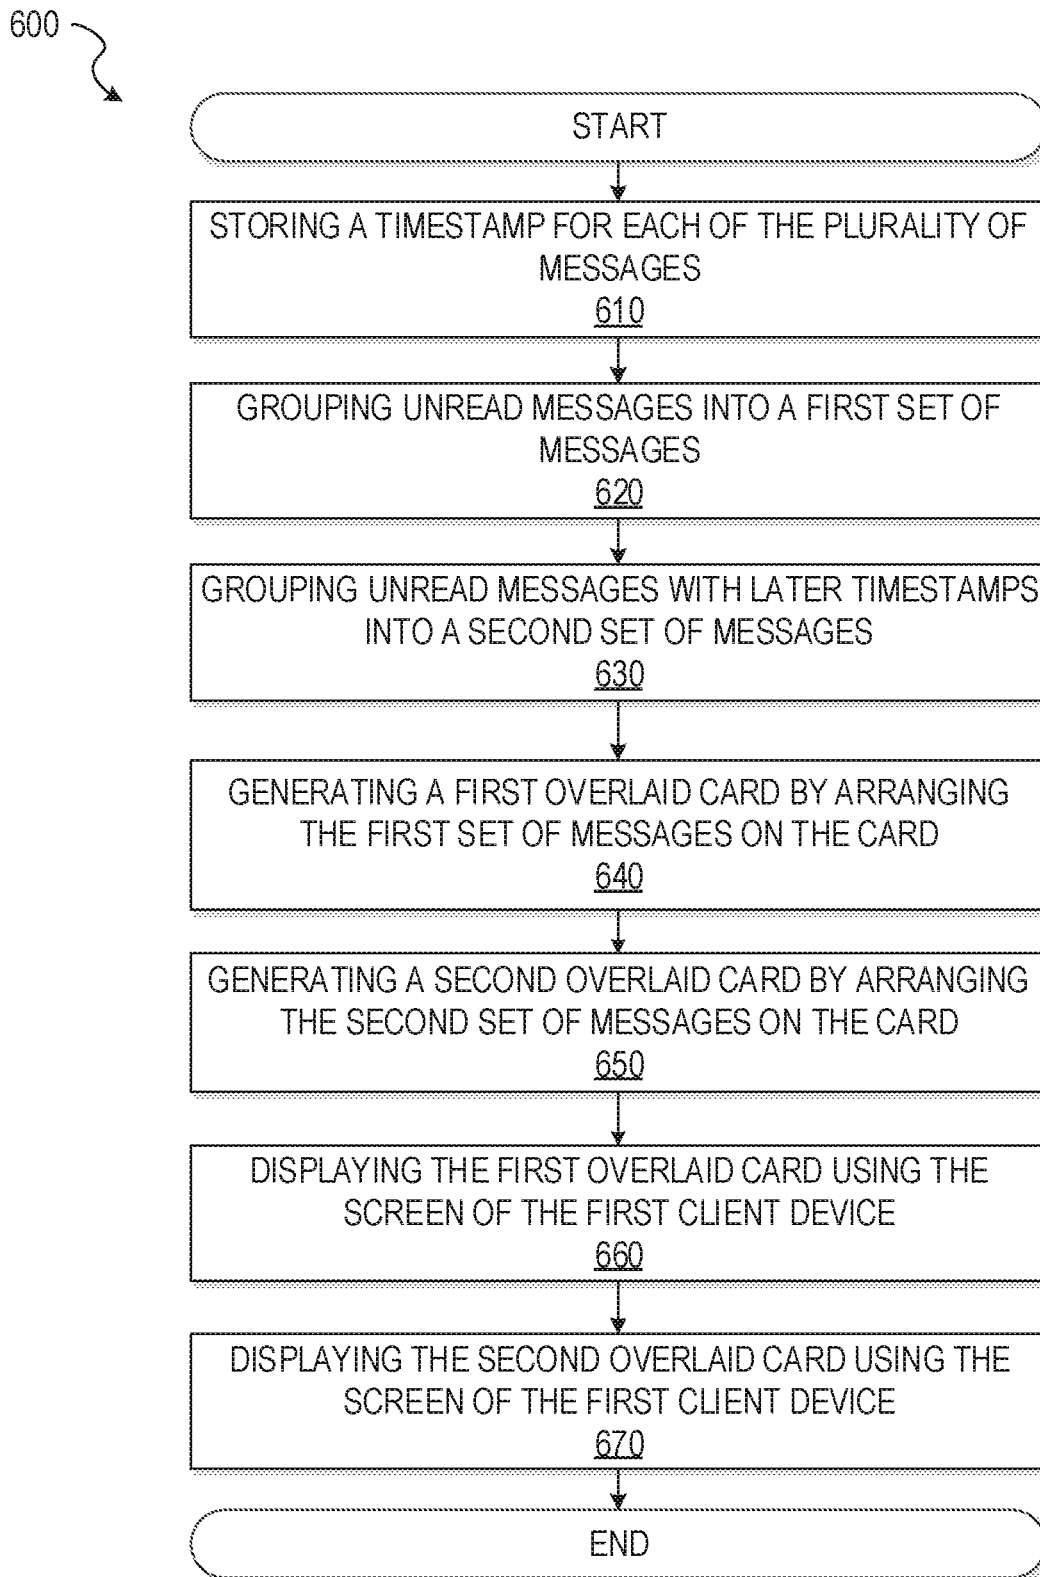 600
START
STORING A TIMESTAMP FOR EACH OF THE PLURALITY OF
MESSAGES
610
GROUPING UNREAD MESSAGES INTO A FIRST SET OF
MESSAGES
620
GROUPING UNREAD MESSAGES WITH LATER TIMESTAMPS
INTO A SECOND SET OF MESSAGES
630
GENERATING A FIRST OVERLAID CARD BY ARRANGING
THE FIRST SET OF MESSAGES ON THE CARD
640
GENERATING A SECOND OVERLAID CARD BY ARRANGING
THE SECOND SET OF MESSAGES ON THE CARD
650
DISPLAYING THE FIRST OVERLAID CARD USING THE
SCREEN OF THE FIRST CLIENT DEVICE
660
DISPLAYING THE SECOND OVERLAID CARD USING THE
SCREEN OF THE FIRST CLIENT DEVICE
670
END